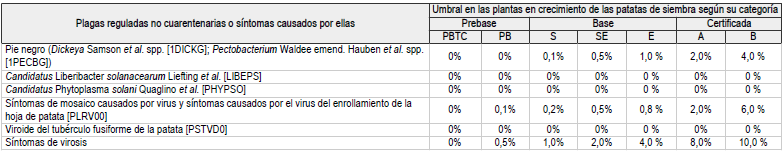 Plagas reguladas no cuarentenarias o síntomas causados por ellas
Umbral en las plantas en crecimiento de las patatas de siembra según su categoría
Prebase Base Certificada
PBTC PB S SE E A B
Pie negro (Dickeya Samson et al. spp. [1DICKG]; Pectobacterium Waldee emend. Hauben et al. spp. [1PECBG]) 0% 0% 0,1% 0,5% 1,0 % 2,0% 4,0 %
Candidatus Liberibacter solanacearum Liefting et al. [LIBEPS] 0% 0% 0% 0% 0 % 0% 0 %
Candidatus Phytoplasma solani Quaglino et al. [PHYPSO] 0% 0% 0% 0% 0 % 0% 0 %
Síntomas de mosaico causados por virus y síntomas causados por el virus del enrollamiento de la hoja de patata [PLRV00] 0% 0,1% 0,2% 0,5% 0,8 % 2,0% 6,0 %
Viroide del tubérculo fusiforme de la patata [PSTVD0] 0% 0% 0% 0% 0 % 0% 0 %
Síntomas de virosis 0% 0,5% 1,0% 2,0% 4,0 % 8,0% 10,0 %